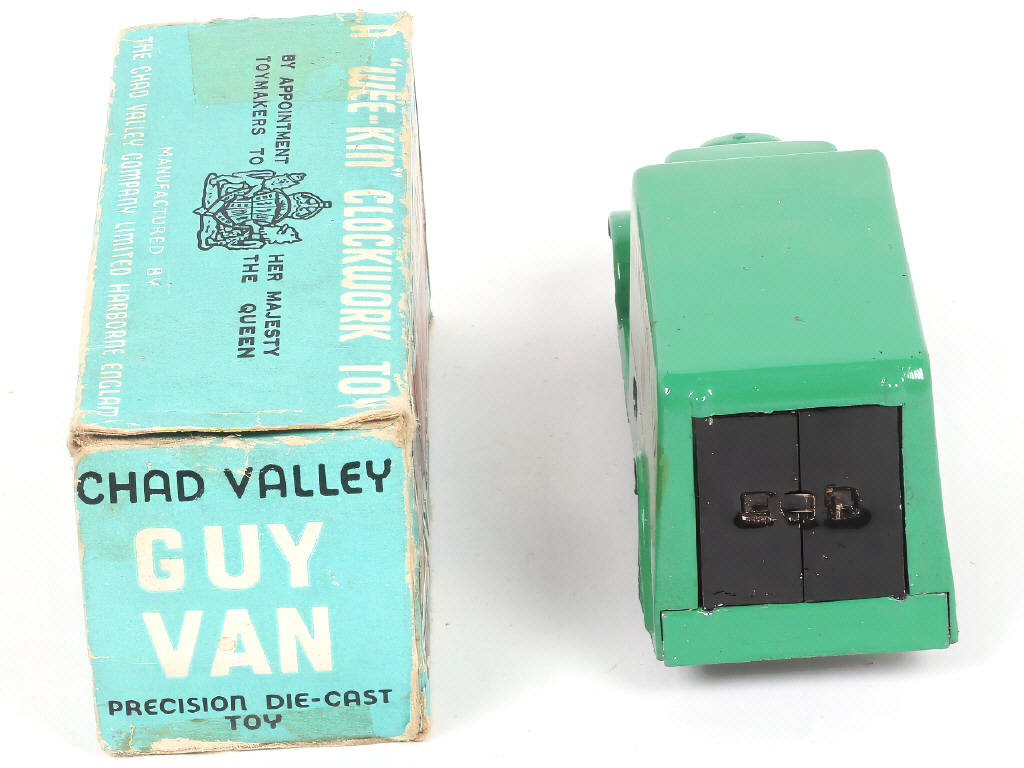 A "WEE-KIN" CLOCKWORK TOY
BY APPOINTMENT
TOYMAKERS TO
HER MAJESTY
THE QUEEN
MANUFACTURED BY
THE CHAD VALLEY COMPANY LIMITED HARBORNE ENGLAN
CHAD VALLEY
GUY
VAN
PRECISION DIE-CAST
TOY